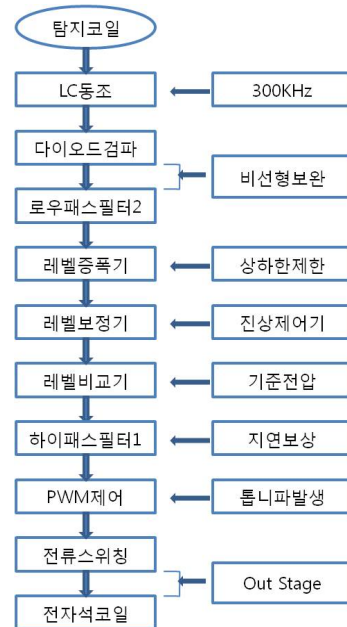 탐지코일
LC동조
300KHz
다이오드검파
비선형보완
로우패스필터2
레벨증폭기
상하한제한
레벨보정기
진상제어기
레벨비교기
기준전압
하이패스필터1
지연보상
PWM제어
톱니파발생
전류스위칭
Out Stage
전자석코일